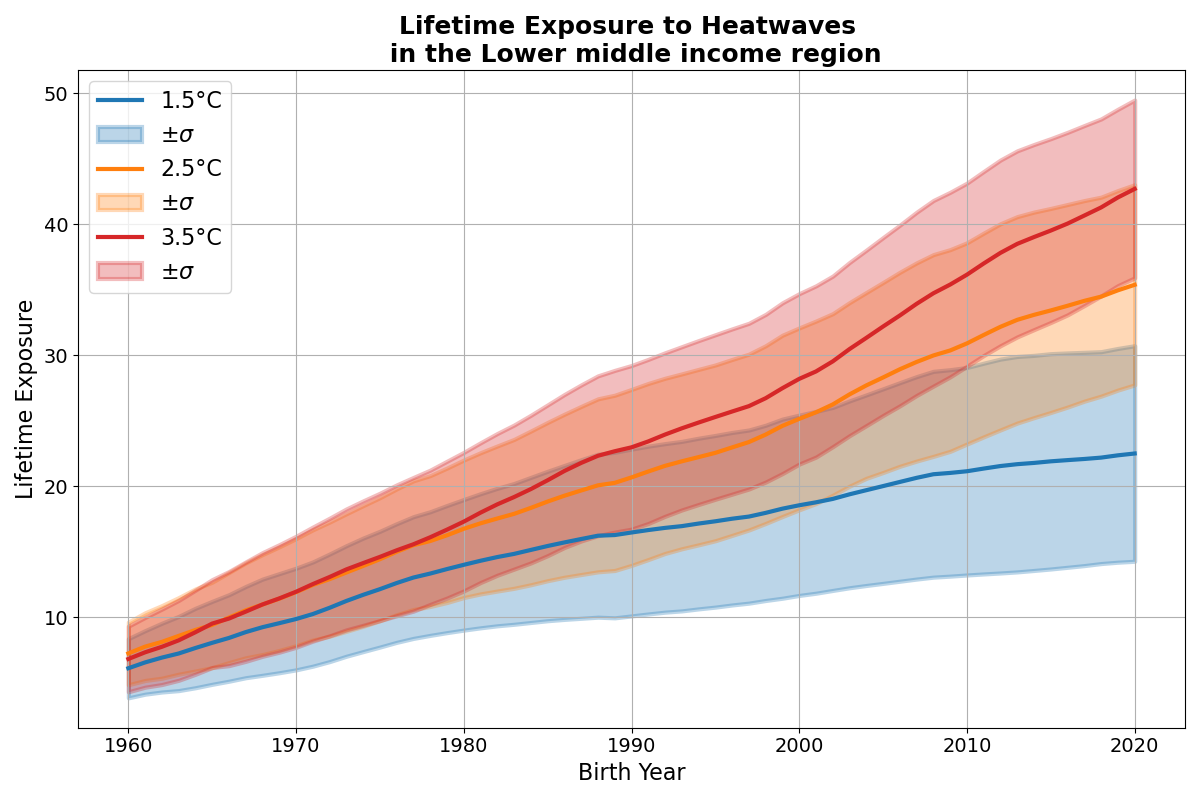 Lifetime Exposure to Heatwaves
in the Lower middle income region
1.5°C
±σ
2.5°C
±σ
3.5°C
±σ
Lifetime Exposure
50
40
30
20
10
1960 1970 1980 1990 2000 2010 2020
Birth Year